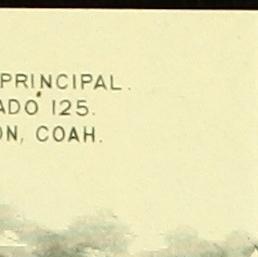 PRINCIPAL.
ADO 125.
ON, COAH.